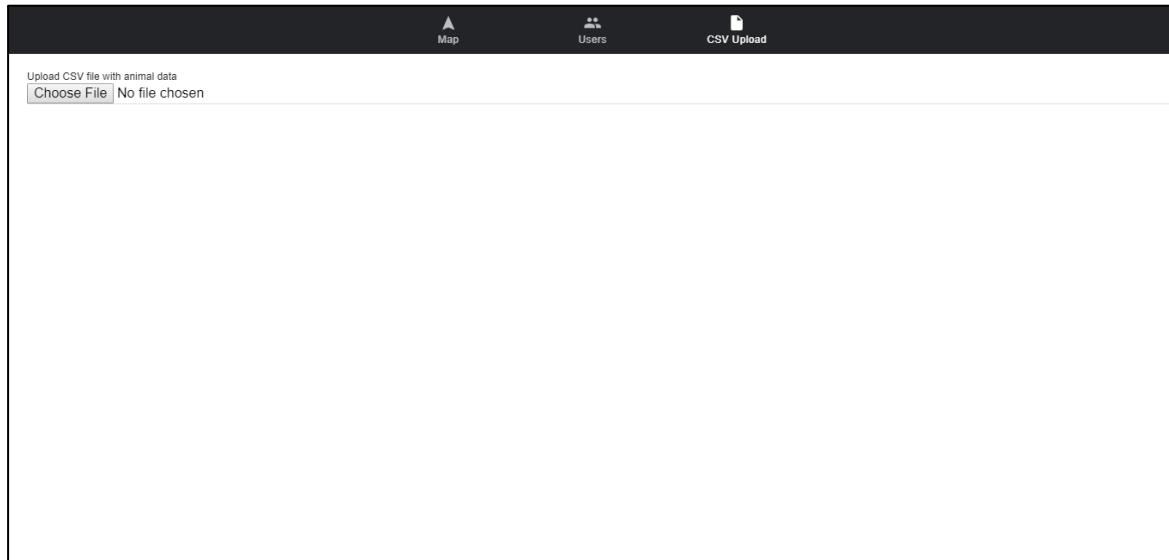 Map Users CSV Upload
Upload CSV file with animal data
Choose File No file chosen